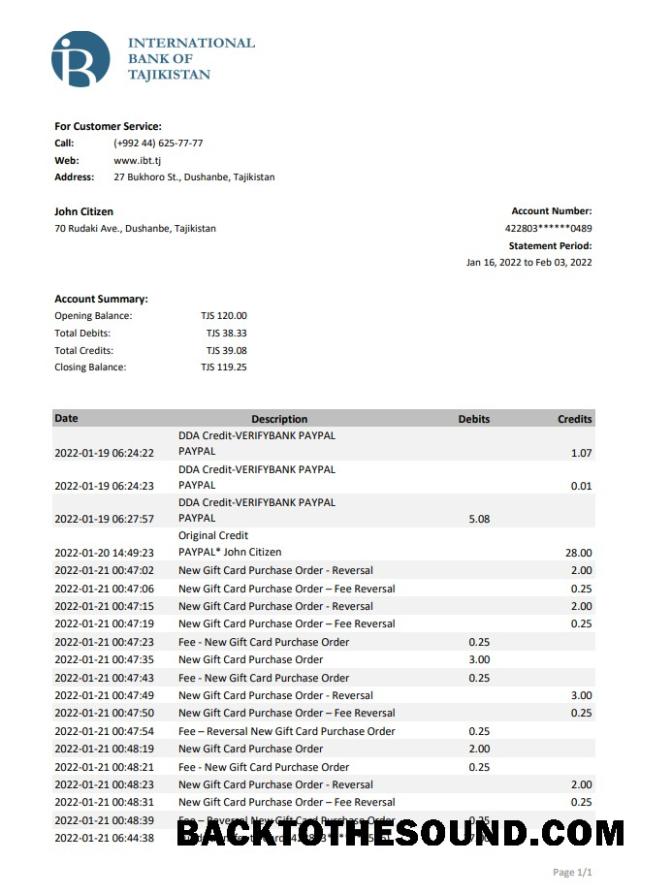 INTERNATIONAL
BANK OF
TAJIKISTAN
For Customer Service:
Call: (+992 44) 625-77-77
Web: www.ibt.tj
Address: 27 Bukhoro St., Dushanbe, Tajikistan
John Citizen
70 Rudaki Ave., Dushanbe, Tajikistan
Account Number:
422803******0489
Statement Period:
Jan 16, 2022 to Feb 03, 2022
Account Summary:
Opening Balance: TJS 120.00
Total Debits: TJS 38.33
Total Credits: TJS 39.08
Closing Balance: TJS 119.25
Date Description Debits Credits
DDA Credit-VERIFYBANK PAYPAL
2022-01-19 06:24:22 PAYPAL 1.07
DDA Credit-VERIFYBANK PAYPAL
2022-01-19 06:24:23 PAYPAL 0.01
DDA Credit-VERIFYBANK PAYPAL
2022-01-19 06:27:57 PAYPAL 5.08
Original Credit
2022-01-20 14:49:23 PAYPAL* John Citizen 28.00
2022-01-21 00:47:02 New Gift Card Purchase Order - Reversal 2.00
2022-01-21 00:47:06 New Gift Card Purchase Order – Fee Reversal 0.25
2022-01-21 00:47:15 New Gift Card Purchase Order - Reversal 2.00
2022-01-21 00:47:19 New Gift Card Purchase Order – Fee Reversal 0.25
2022-01-21 00:47:23 Fee - New Gift Card Purchase Order 0.25
2022-01-21 00:47:35 New Gift Card Purchase Order 3.00
2022-01-21 00:47:43 Fee - New Gift Card Purchase Order 0.25
2022-01-21 00:47:49 New Gift Card Purchase Order - Reversal 3.00
2022-01-21 00:47:50 New Gift Card Purchase Order – Fee Reversal 0.25
2022-01-21 00:47:54 Fee – Reversal New Gift Card Purchase Order 0.25
2022-01-21 00:48:19 New Gift Card Purchase Order 2.00
2022-01-21 00:48:21 Fee - New Gift Card Purchase Order 0.25
2022-01-21 00:48:23 New Gift Card Purchase Order - Reversal 2.00
2022-01-21 00:48:31 New Gift Card Purchase Order – Fee Reversal 0.25
2022-01-21 00:48:39 Fee – Reversal New Gift Card Purchase Order 0.25
2022-01-21 06:44:38
BACKTOTHESOUND.COM
Page 1/1